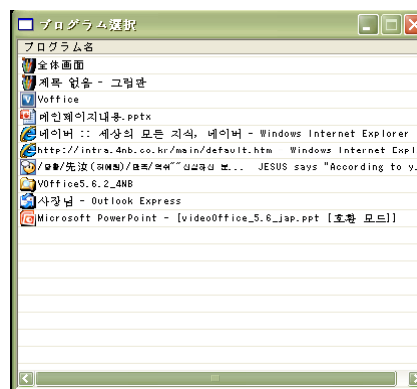 プログラム選択
プログラム名
全体画面
제목 없음 - 그림판
Voffice
메인페이지내용.pptx
네이버 :: 세상의 모든 지식, 네이버 - Windows Internet Explorer
http://intra.4nb.co.kr/main/default.htm Windows Internet Expl
JESUS says "According to y
VOffice5.6.2_4NB
사장님 - Outlook Express
Microsoft PowerPoint - [videoOffice_5.6_jap.ppt [호환 모드]]